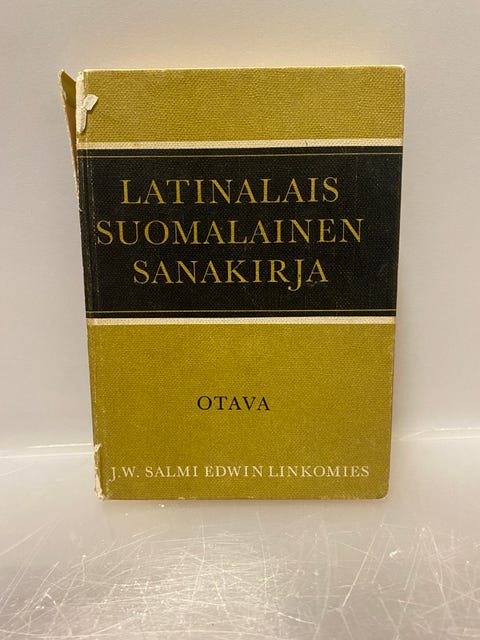 LATINALAIS
SUOMALAINEN
SANAKIRJA
OTAVA
J.W. SALMI EDWIN LINKOMIES